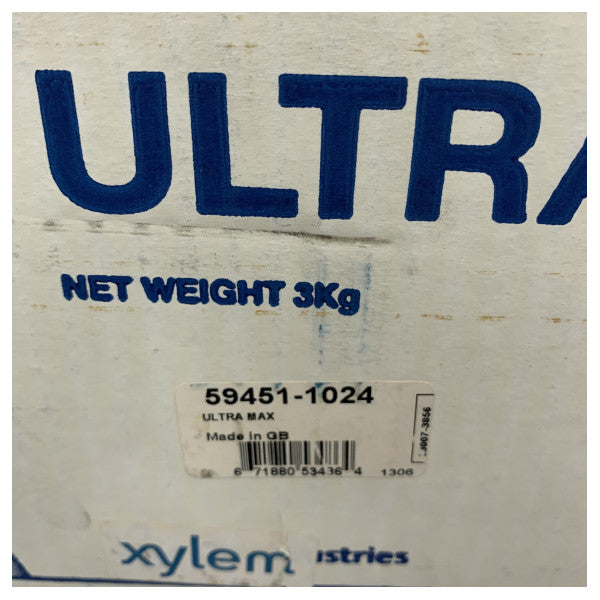 ULTRA
NET WEIGHT 3Kg
59451-1024
ULTRA MAX
Made in GB
6 71880 53436 4
1306
xylem ustries